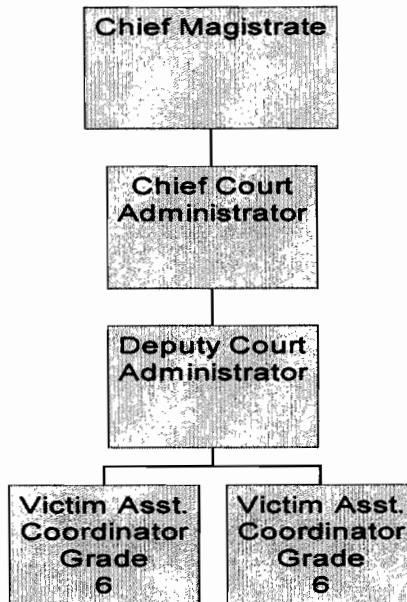 Chief Magistrate
Chief Court
Administrator
Deputy Court
Administrator
Victim Asst.
Coordinator
Grade
6
Victim Asst.
Coordinator
Grade
6